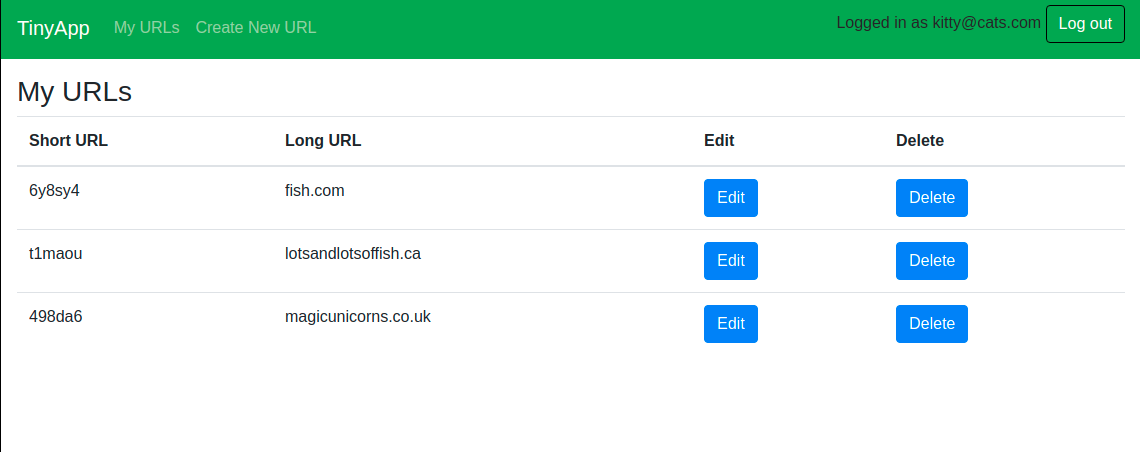 TinyApp My URLs Create New URL Logged in as kitty@cats.com Log out
My URLs
Short URL Long URL Edit Delete
6y8sy4 fish.com Edit Delete
t1maou lotsandlotsoffish.ca Edit Delete
498da6 magicunicorns.co.uk Edit Delete